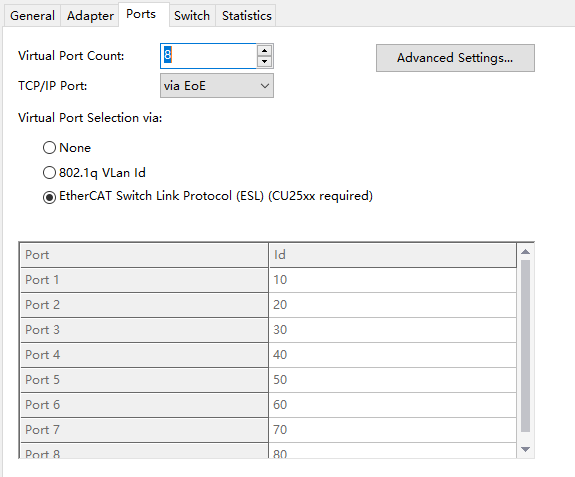 General Adapter Ports Switch Statistics
Virtual Port Count: 8 Advanced Settings...
TCP/IP Port: via EoE
Virtual Port Selection via:
None
802.1q VLan Id
EtherCAT Switch Link Protocol (ESL) (CU25xx required)
Port Id
Port 1 10
Port 2 20
Port 3 30
Port 4 40
Port 5 50
Port 6 60
Port 7 70
Port 8 80